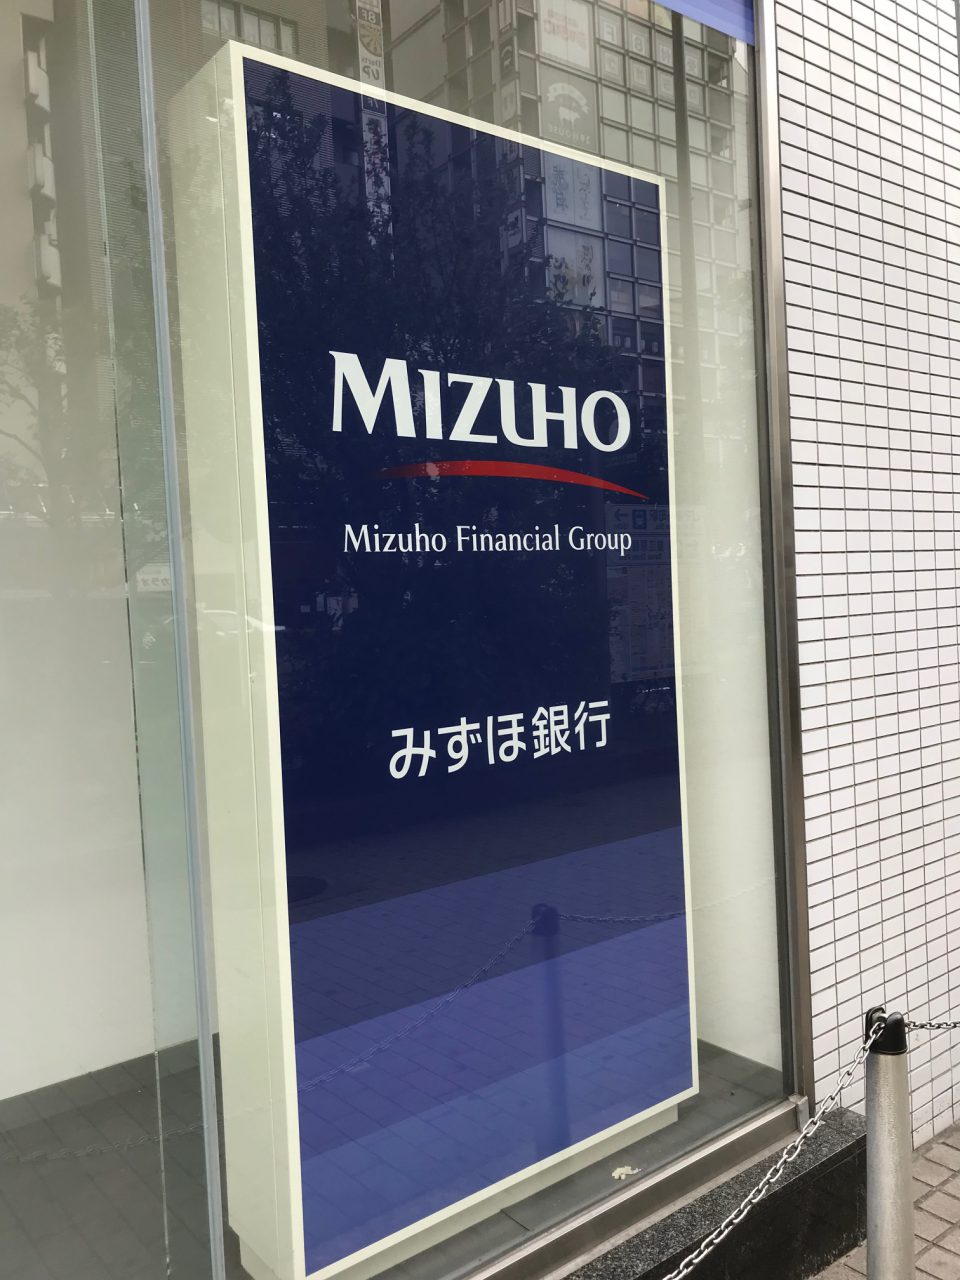 MIZUHO
Mizuho Financial Group
みずほ銀行